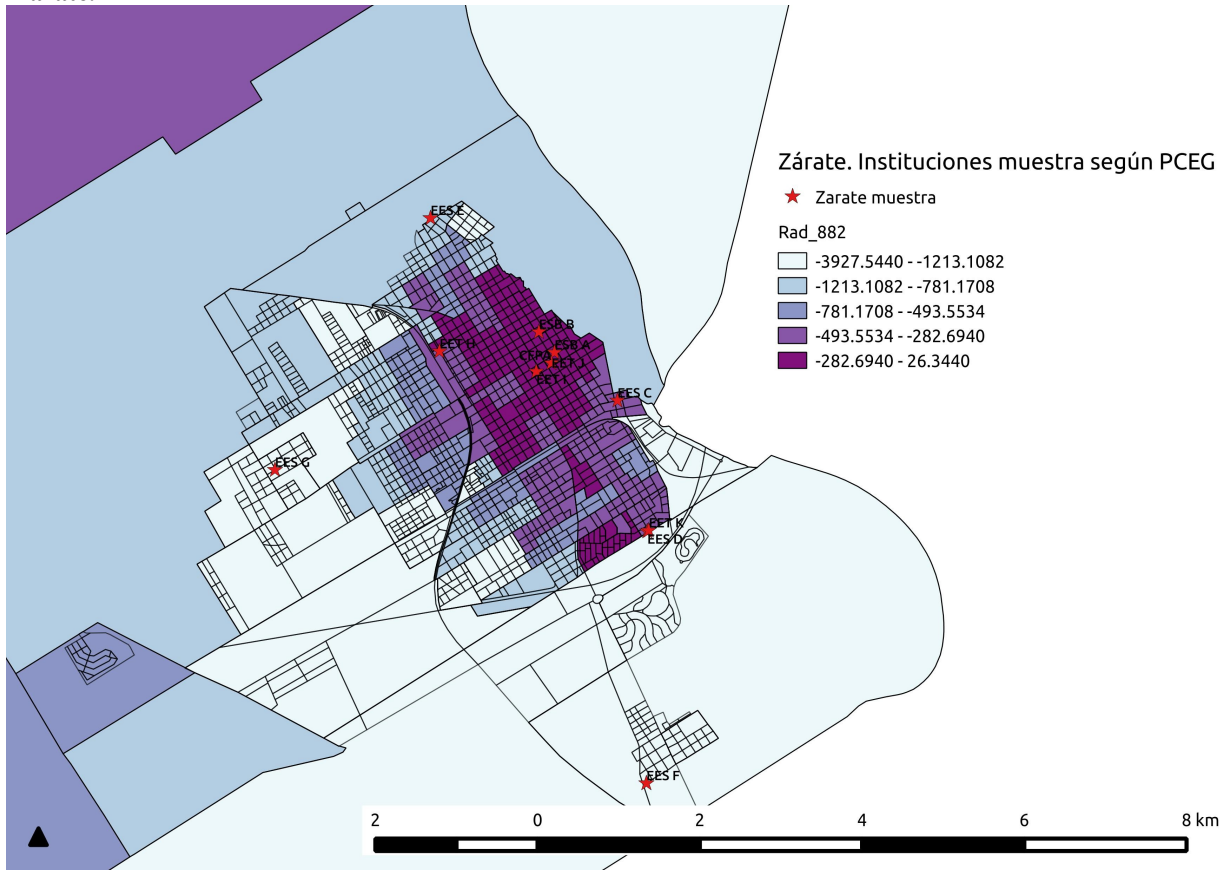 Zárate. Instituciones muestra según PCEG
Zarate muestra
Rad_882
-3927.5440 - -1213.1082
-1213.1082 - -781.1708
-781.1708 - -493.5534
-493.5534 - -282.6940
-282.6940 - 26.3440
EES E
ESB B
EET H
ESB A
CFPA
EET J
EET I
EES C
EES G
EET K
EES D
EES F
2 0 2 4 6 8 km